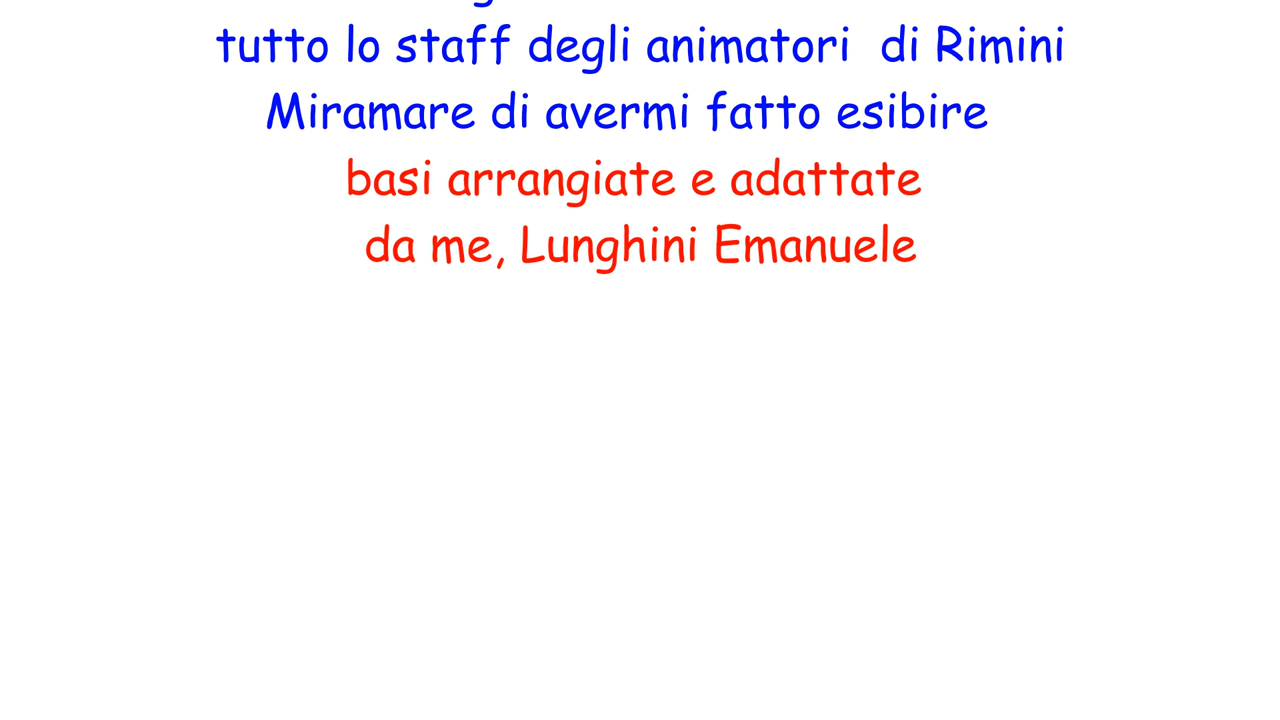 tutto lo staff degli animatori  di Rimini
Miramare di avermi fatto esibire
basi arrangiate e adattate
da me, Lunghini Emanuele